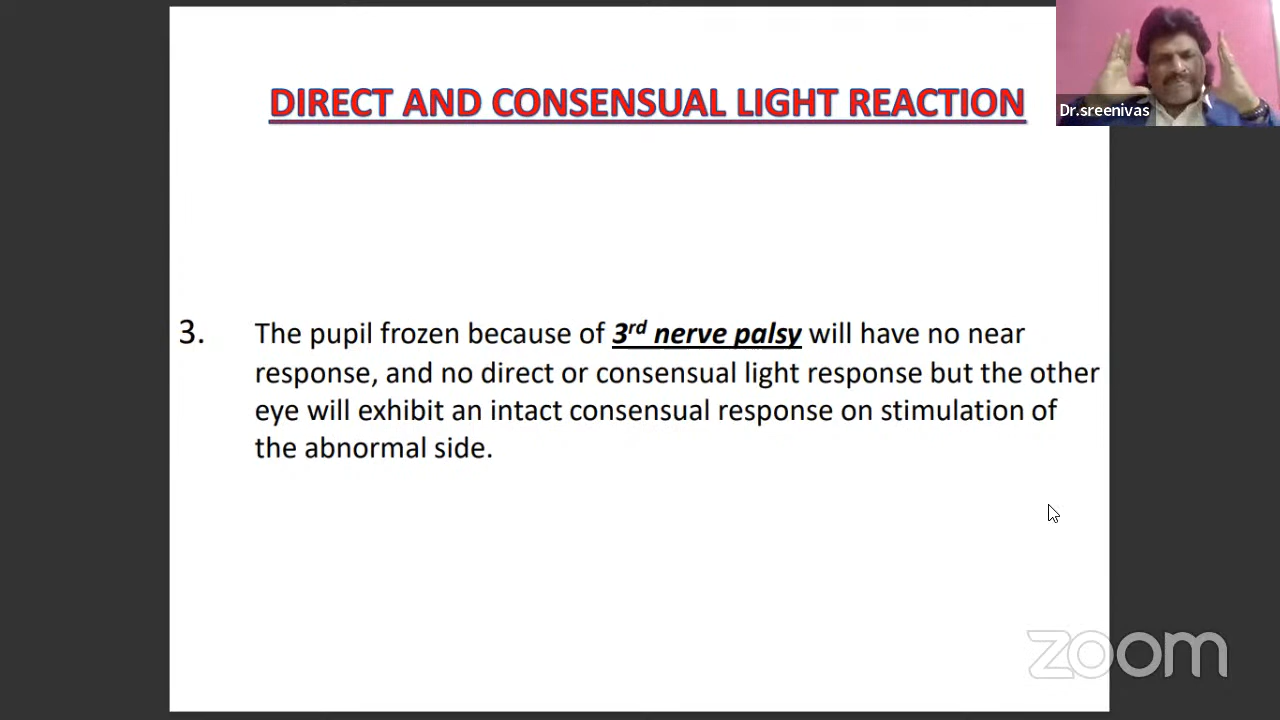 DIRECT AND CONSENSUAL LIGHT REACTION
Dr.sreenivas
3. The pupil frozen because of 3rd nerve palsy will have no near
response, and no direct or consensual light response but the other
eye will exhibit an intact consensual response on stimulation of
the abnormal side.
zoom